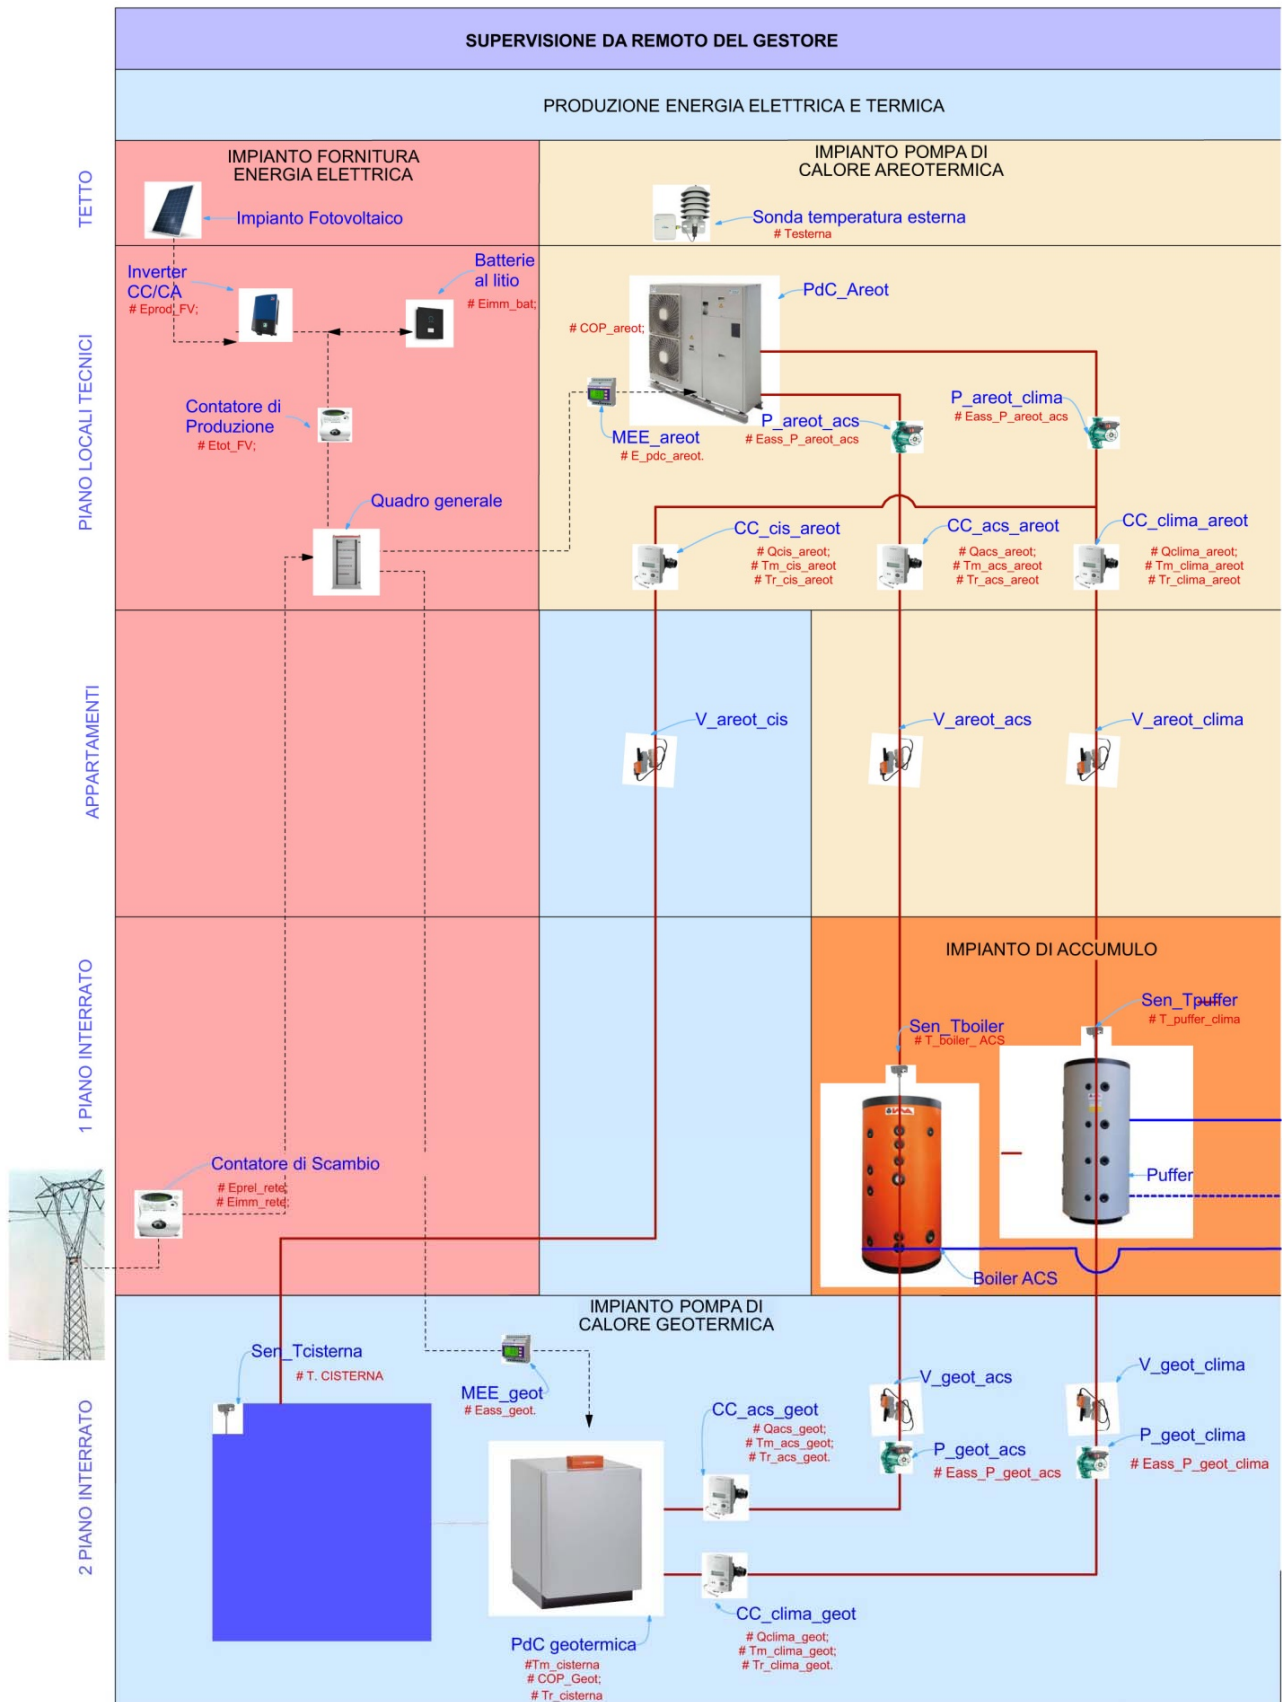 SUPERVISIONE DA REMOTO DEL GESTORE
PRODUZIONE ENERGIA ELETTRICA E TERMICA
TETTO
IMPIANTO FORNITURA
ENERGIA ELETTRICA
Impianto Fotovoltaico
IMPIANTO POMPA DI
CALORE AREOTERMICA
Sonda temperatura esterna
# Testerna
PIANO LOCALI TECNICI
Inverter
CC/CA
# Eprod_FV;
Batterie
al litio
# Eimm_bat;
Contatore di
Produzione
# Etot_FV;
Quadro generale
PdC_Areot
# COP_areot;
MEE_areot
# E_pdc_areot.
P_areot_acs
# Eass_P_areot_acs
P_areot_clima
# Eass_P_areot_acs
CC_cis_areot
# Qcis_areot;
# Tm_cis_areot
# Tr_cis_areot
CC_acs_areot
# Qacs_areot;
# Tm_acs_areot
# Tr_acs_areot
CC_clima_areot
# Qclima_areot;
# Tm_clima_areot
# Tr_clima_areot
APPARTAMENTI
V_areot_cis
V_areot_acs
V_areot_clima
1 PIANO INTERRATO
IMPIANTO DI ACCUMULO
Sen_Tpuffer
# T_puffer_clima
Sen_Tboiler
# T_boiler_ ACS
Puffer
Boiler ACS
Contatore di Scambio
# Eprel_rete;
# Eimm_rete;
2 PIANO INTERRATO
IMPIANTO POMPA DI
CALORE GEOTERMICA
Sen_Tcisterna
# T. CISTERNA
MEE_geot
# Eass_geot.
CC_acs_geot
# Qacs_geot;
# Tm_acs_geot;
# Tr_acs_geot.
V_geot_acs
P_geot_acs
# Eass_P_geot_acs
V_geot_clima
P_geot_clima
# Eass_P_geot_clima
CC_clima_geot
# Qclima_geot;
# Tm_clima_geot;
# Tr_clima_geot.
PdC geotermica
#Tm_cisterna
# COP_Geot;
# Tr_cisterna